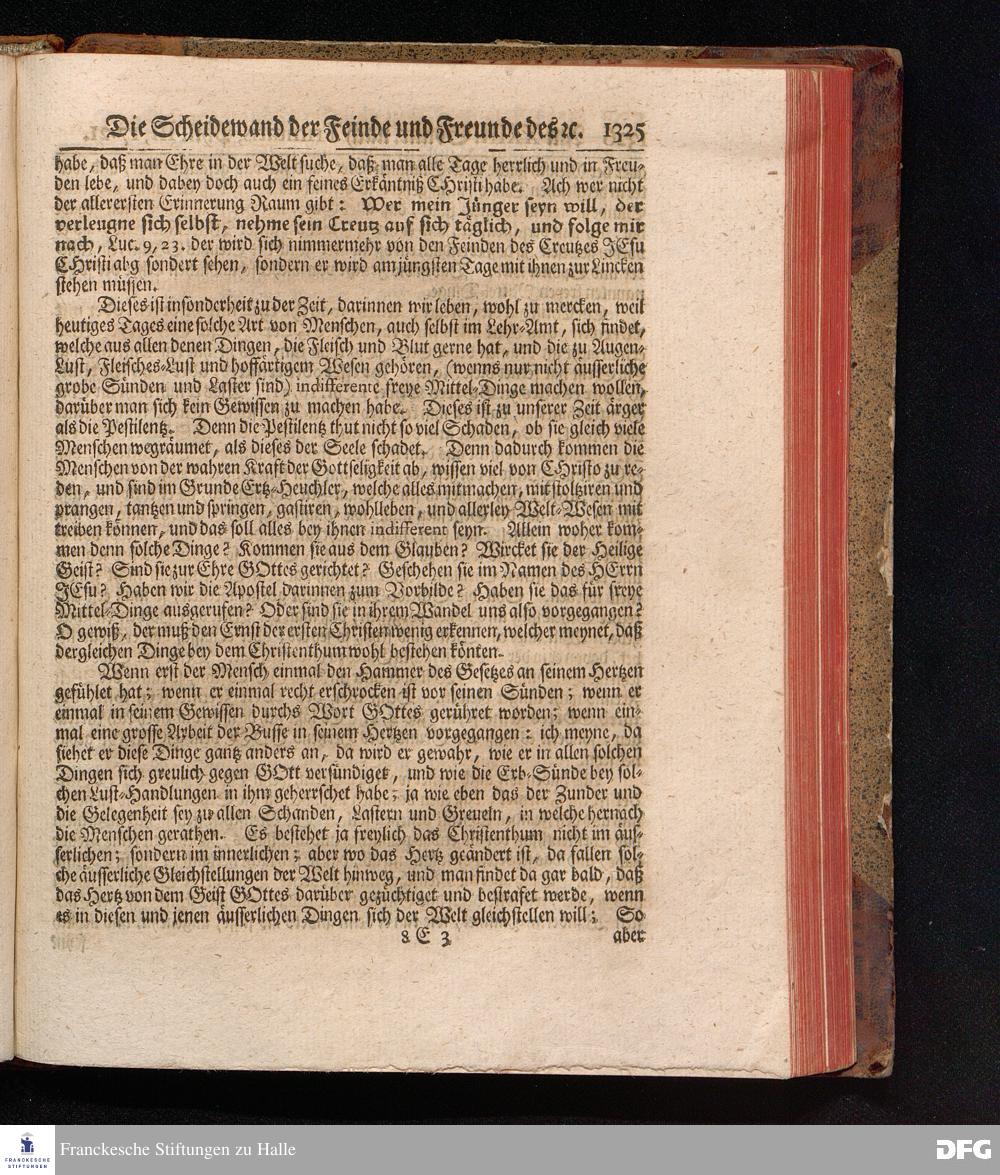 Die Scheidewand der Feinde und Freunde des ꝛc. 1325
habe, daß man Ehre in der Welt suche, daß man alle Tage herrlich und in Freu-
den lebe, und dabey doch auch ein feines Erkäntniß CHristi habe. Ach wer nicht
der allerersten Erinnerung Raum gibt: Wer mein Jünger seyn will, der
verleugne sich selbst, nehme sein Creutz auf sich täglich, und folge mir
nach, Luc. 9, 23. der wird sich nimmermehr von den Feinden des Creutzes JEsu
CHristi abg sondert sehen, sondern er wird am jüngsten Tage mit ihnen zur Lincken
stehen müssen.
Dieses ist insonderheit zu der Zeit, darinnen wir leben, wohl zu mercken, weil
heutiges Tages eine solche Art von Menschen, auch selbst im Lehr-Amt, sich findet,
welche aus allen denen Dingen, die Fleisch und Blut gerne hat, und die zu Augen-
Lust, Fleisches-Lust und hoffärtigem Wesen gehören, (wenns nur nicht äusserliche
grobe Sünden und Laster sind) indifferente freye Mittel-Dinge machen wollen,
darüber man sich kein Gewissen zu machen habe. Dieses ist zu unserer Zeit ärger
als die Pestilentz. Denn die Pestilentz thut nicht so viel Schaden, ob sie gleich viele
Menschen wegräumet, als dieses der Seele schadet. Denn dadurch kommen die
Menschen von der wahren Kraft der Gottseligkeit ab, wissen viel von CHristo zu re-
den, und sind im Grunde Ertz-Heuchler, welche alles mitmachen, mit stoltziren und
prangen, tantzen und springen, gastiren, wohlleben, und allerley Welt-Wesen mit
treiben können, und das soll alles bey ihnen indifferent seyn. Allein woher kom-
men denn solche Dinge? Kommen sie aus dem Glauben? Wircket sie der Heilige
Geist? Sind sie zur Ehre GOttes gerichtet? Geschehen sie im Namen des HErrn
JEsu? Haben wir die Apostel darinnen zum Vorbilde? Haben sie das für freye
Mittel-Dinge ausgerufen? Oder sind sie in ihrem Wandel uns also vorgegangen?
O gewiß, der muß den Ernst der ersten Christen wenig erkennen, welcher meynet, daß
dergleichen Dinge bey dem Christenthum wohl bestehen könten.
Wenn erst der Mensch einmal den Hammer des Gesetzes an seinem Hertzen
gefühlet hat; wenn er einmal recht erschrocken ist vor seinen Sünden; wenn er
einmal in seinem Gewissen durchs Wort GOttes gerühret worden; wenn ein-
mal eine grosse Arbeit der Busse in seinem Hertzen vorgegangen: ich meyne, da
siehet er diese Dinge gantz anders an, da wird er gewahr, wie er in allen solchen
Dingen sich greulich gegen GOtt versündiget, und wie die Erb-Sünde bey sol-
chen Lust-Handlungen in ihm geherrschet habe; ja wie eben das der Zunder und
die Gelegenheit sey zu allen Schanden, Lastern und Greueln, in welche hernach
die Menschen gerathen. Es bestehet ja freylich das Christenthum nicht im äus-
serlichen; sondern im innerlichen; aber wo das Hertz geändert ist, da fallen sol-
che äusserliche Gleichstellungen der Welt hinweg, und man findet da gar bald, daß
das Hertz von dem Geist GOttes darüber gezüchtiget und bestrafet werde, wenn
es in diesen und jenen äusserlichen Dingen sich der Welt gleichstellen will; So
8 E 3 aber
FRANCKESCHE STIFTUNGEN
Franckesche Stiftungen zu Halle
DFG